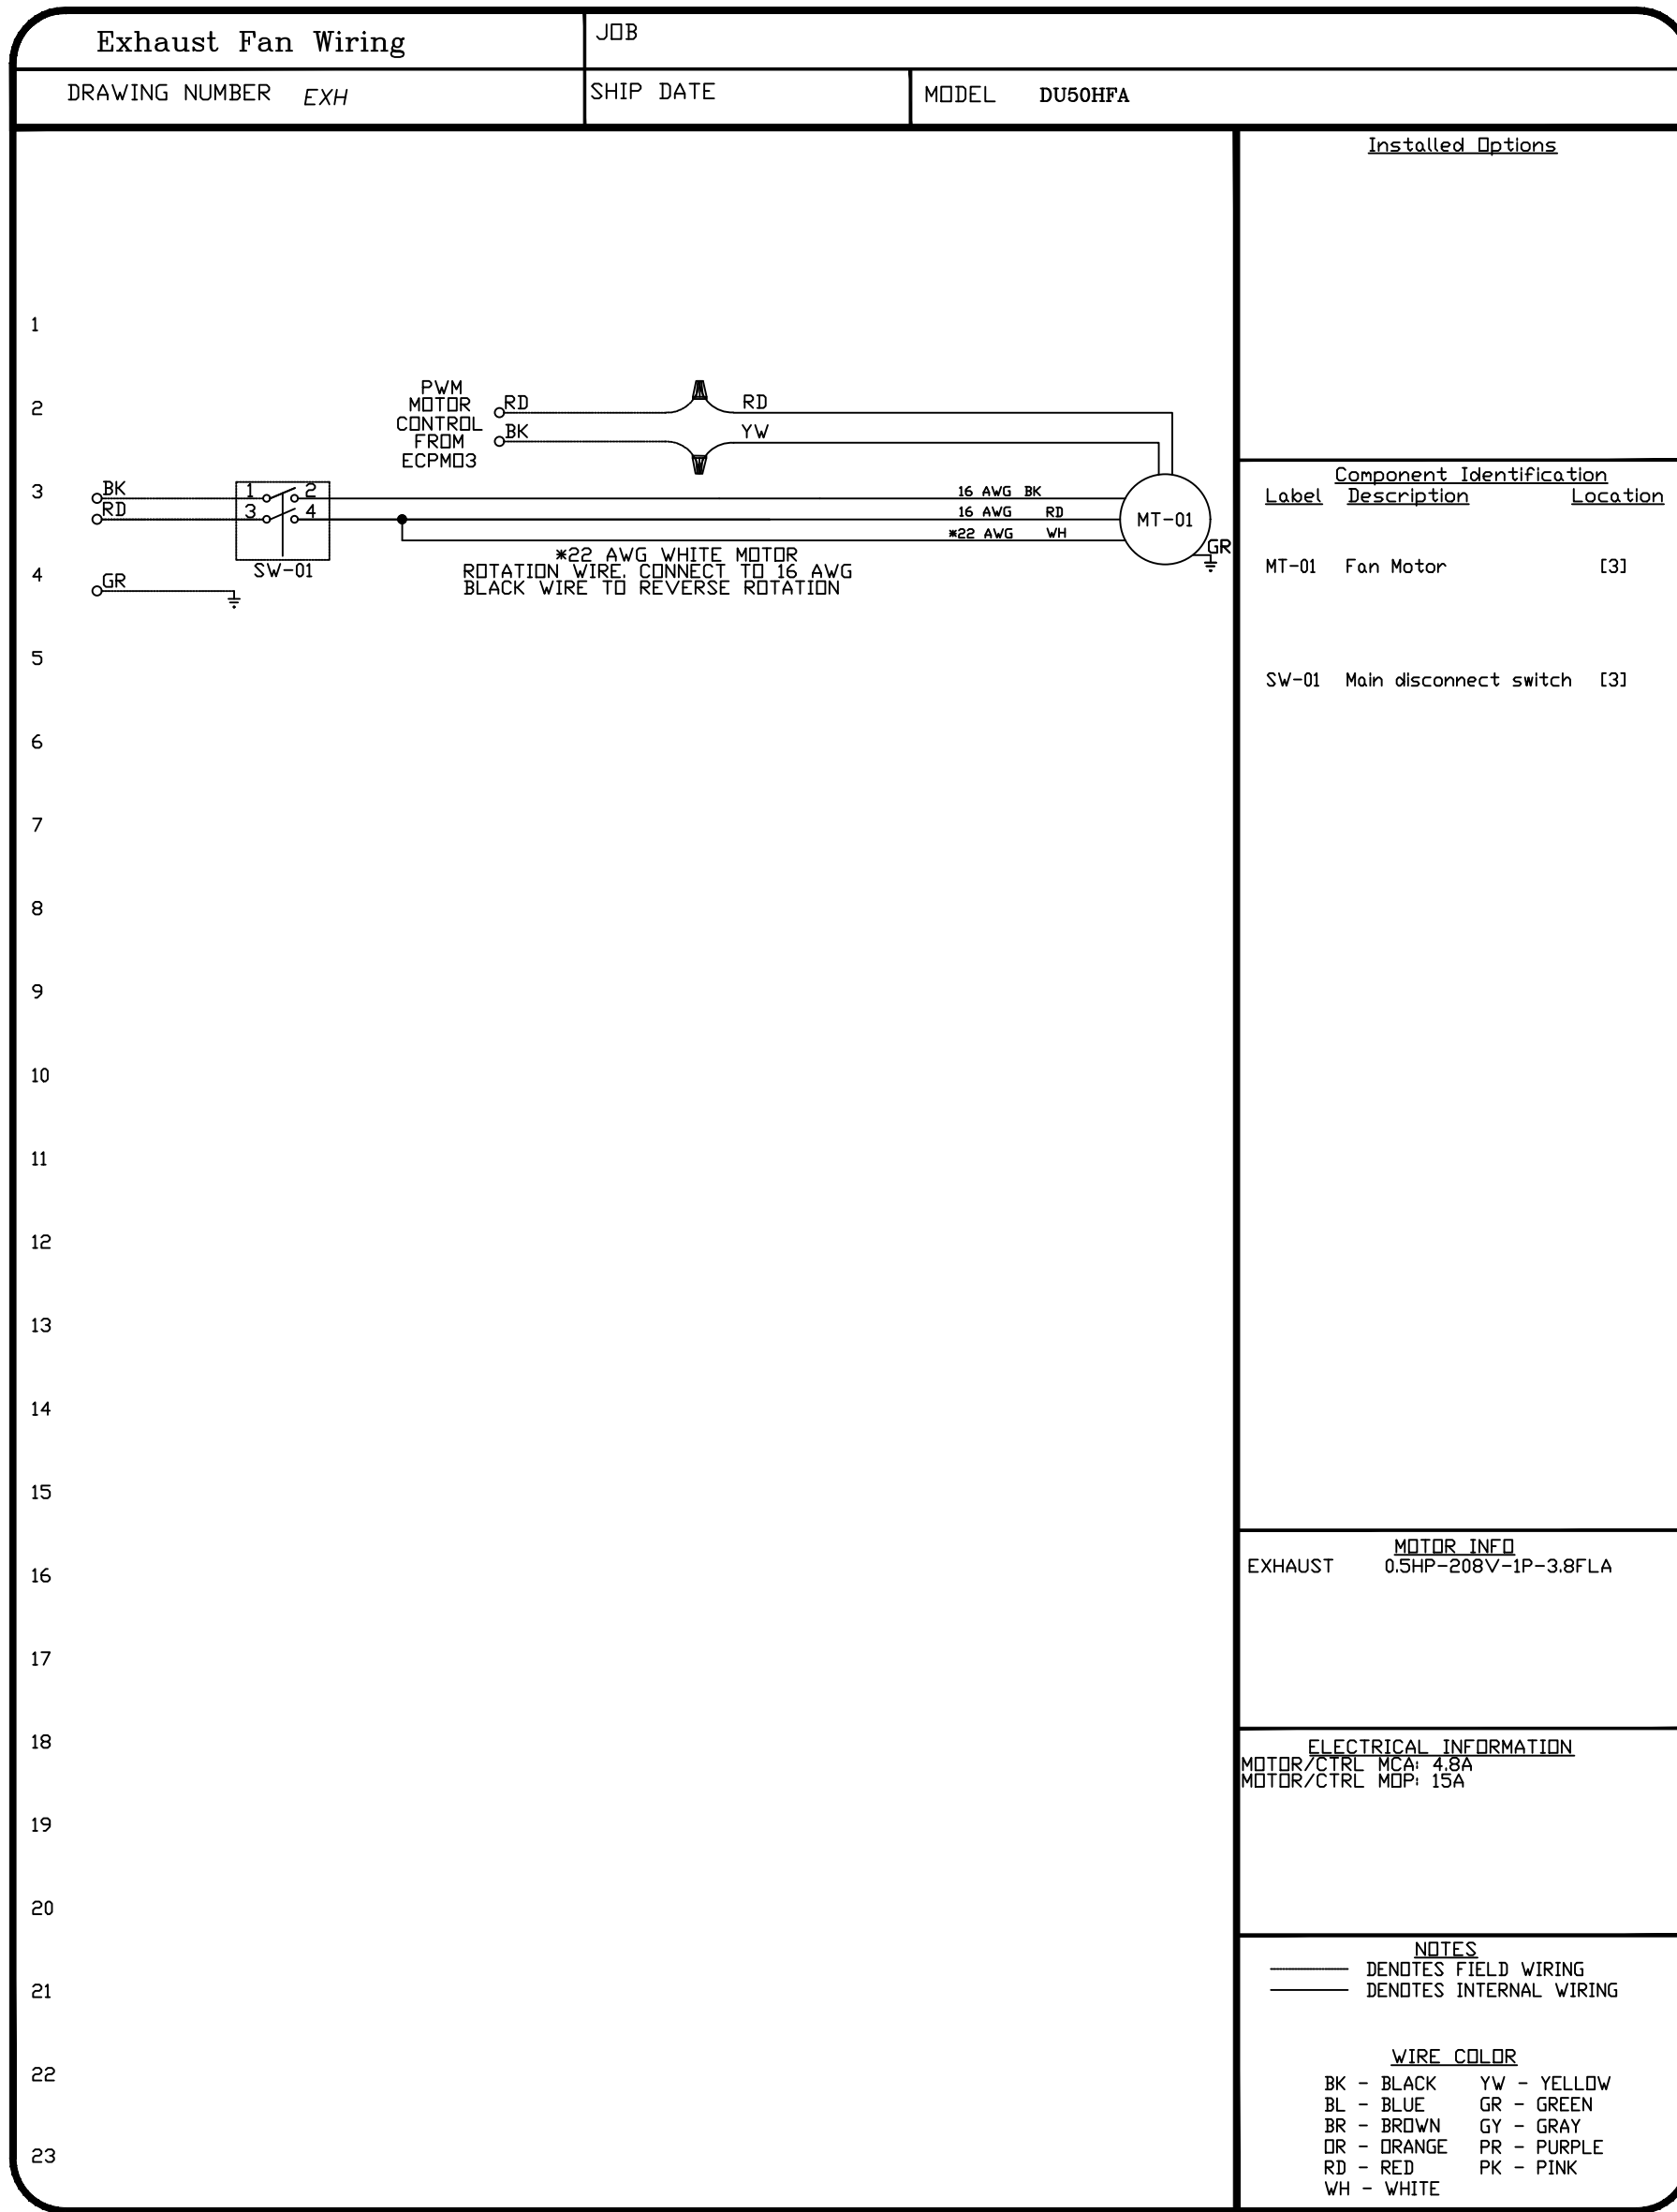 Exhaust Fan Wiring
JOB
DRAWING NUMBER EXH
SHIP DATE
MODEL DU50HFA
Installed Options
1
2
PWM
MOTOR
CONTROL
FROM
ECPM03
RD
BK
RD
YW
3
BK
RD
1 2
3 4
SW-01
16 AWG BK
16 AWG RD
*22 AWG WH
MT-01
GR
*22 AWG WHITE MOTOR
ROTATION WIRE. CONNECT TO 16 AWG
BLACK WIRE TO REVERSE ROTATION
4
GR
5
6
7
8
9
10
11
12
13
14
15
16
17
18
19
20
21
22
23
Component Identification
Label Description Location
MT-01 Fan Motor [3]
SW-01 Main disconnect switch [3]
MOTOR INFO
EXHAUST 0.5HP-208V-1P-3.8FLA
ELECTRICAL INFORMATION
MOTOR/CTRL MCA: 4.8A
MOTOR/CTRL MOP: 15A
NOTES
DENOTES FIELD WIRING
DENOTES INTERNAL WIRING
WIRE COLOR
BK - BLACK YW - YELLOW
BL - BLUE GR - GREEN
BR - BROWN GY - GRAY
OR - ORANGE PR - PURPLE
RD - RED PK - PINK
WH - WHITE